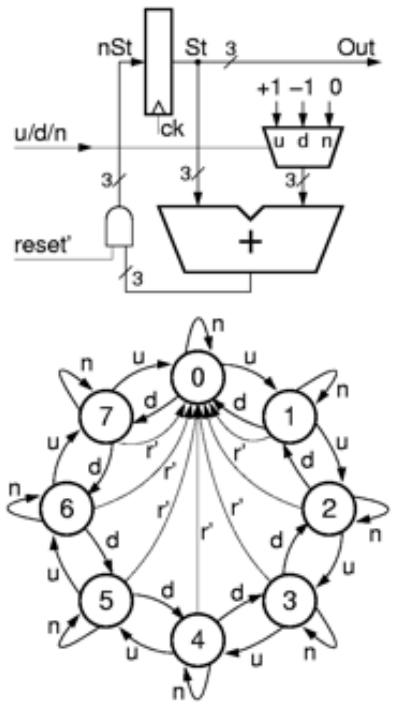 nSt St 3 Out
+1 −1 0
ck
u/d/n
u d n
3 3 3
+
reset'
3
n
u 0 u
n d d n
7 1
r' r'
u d r' r' d u
n 6 2 n
d r' r' d
u r' u
5 d d 3
n 4 n
u u
n